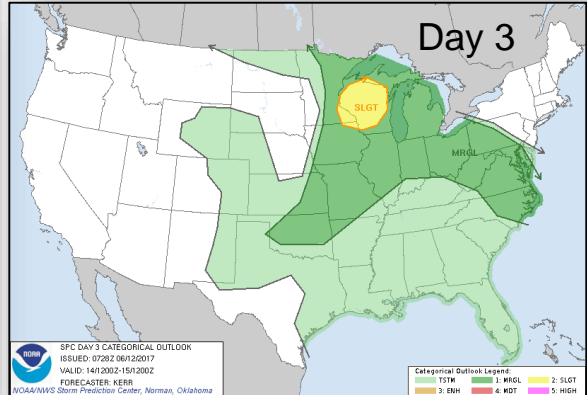 Day 3
SLGT
MRGL
NOAA
SPC DAY 3 CATEGORICAL OUTLOOK
ISSUED: 0728Z 06/12/2017
VALID: 14/1200Z-15/1200Z
FORECASTER: KERR
NOAA/NWS Storm Prediction Center, Norman, Oklahoma
Categorical Outlook Legend:
TSTM 1: MRGL 2: SLGT
3: ENH 4: MDT 5: HIGH